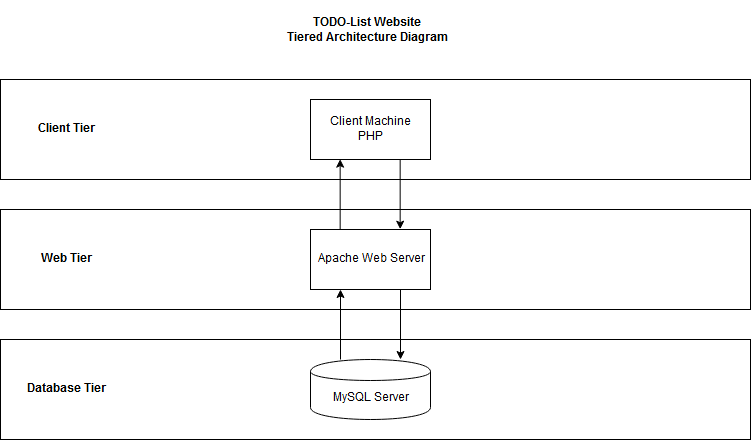 TODO-List Website
Tiered Architecture Diagram
Client Tier
Client Machine
PHP
Web Tier
Apache Web Server
Database Tier
MySQL Server